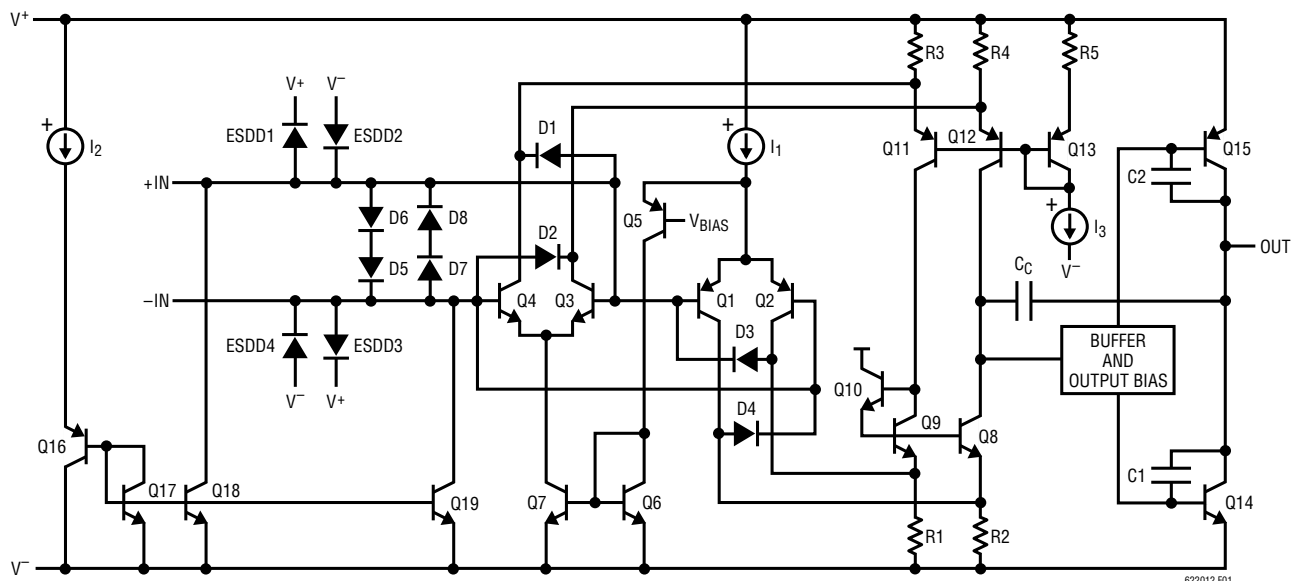 V+
R3
R4
R5
+
I2
V+
V−
ESDD1
ESDD2
D1
+
I1
Q11
Q12
Q13
Q15
C2
+IN
D6
D8
Q5
VBIAS
+
I3
V−
OUT
D2
D5
D7
CC
−IN
Q4
Q3
Q1
Q2
ESDD4
ESDD3
D3
BUFFER
AND
OUTPUT BIAS
V−
V+
Q10
D4
Q9
Q8
Q16
C1
Q17
Q18
Q19
Q7
Q6
Q14
R1
R2
V−
622012 F01